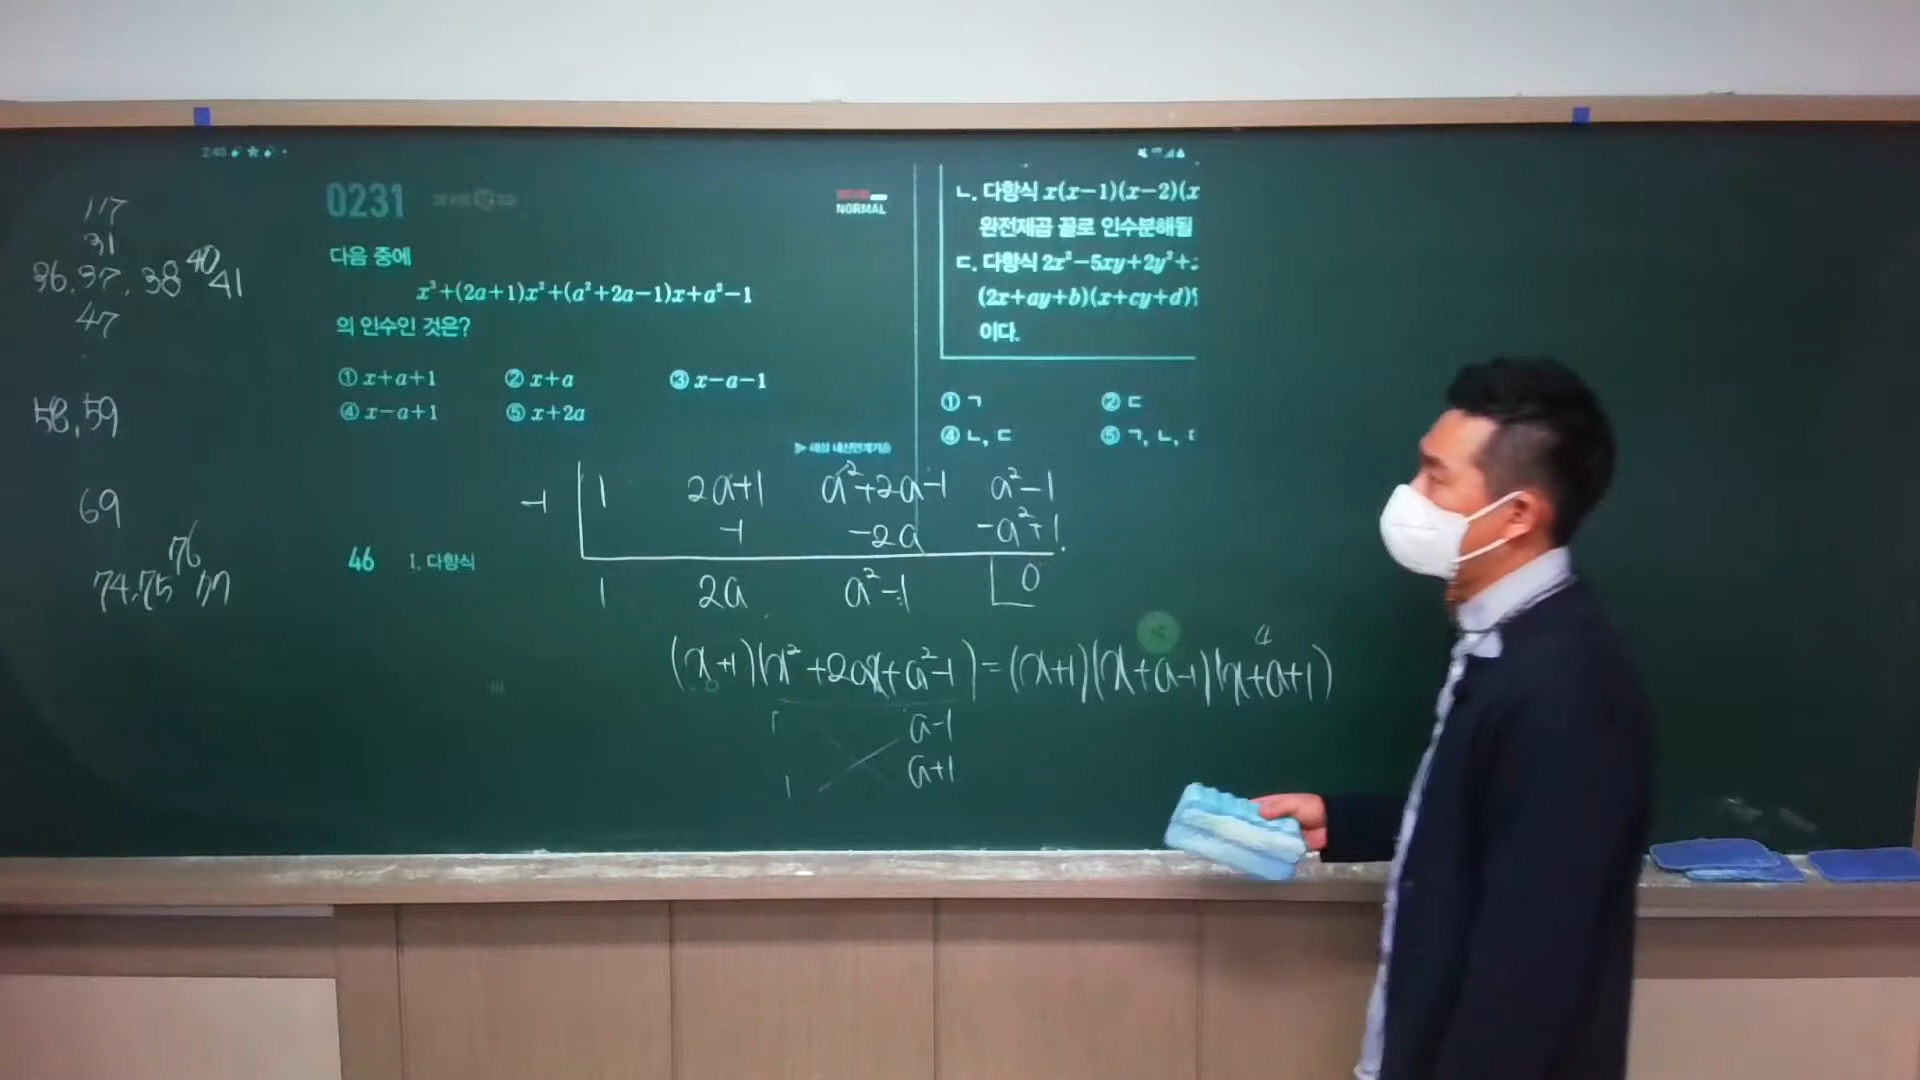 117
31
36.37.38 40 41
47
58.59
69
76
74.75 77
2:40
0231
NORMAL
다음 중에
x³+(2a+1)x²+(a²+2a-1)x+a²-1
의 인수인 것은?
① x+a+1 ② x+a ③ x-a-1
④ x-a+1 ⑤ x+2a
46 1. 다항식
ㄴ. 다항식 x(x-1)(x-2)(x
완전제곱 꼴로 인수분해될
ㄷ. 다항식 2x²-5xy+2y²+
(2x+ay+b)(x+cy+d)
이다.
① ㄱ ② ㄷ
④ ㄴ, ㄷ ⑤ ㄱ, ㄴ, ㄷ
-1 1 2a+1 a²+2a-1 a²-1
-1 -2a -a²+1
1 2a a²-1 0
(x+1)(x²+2ax+a²-1)=(x+1)(x+a-1)(x+a+1)
1 a-1
1 a+1